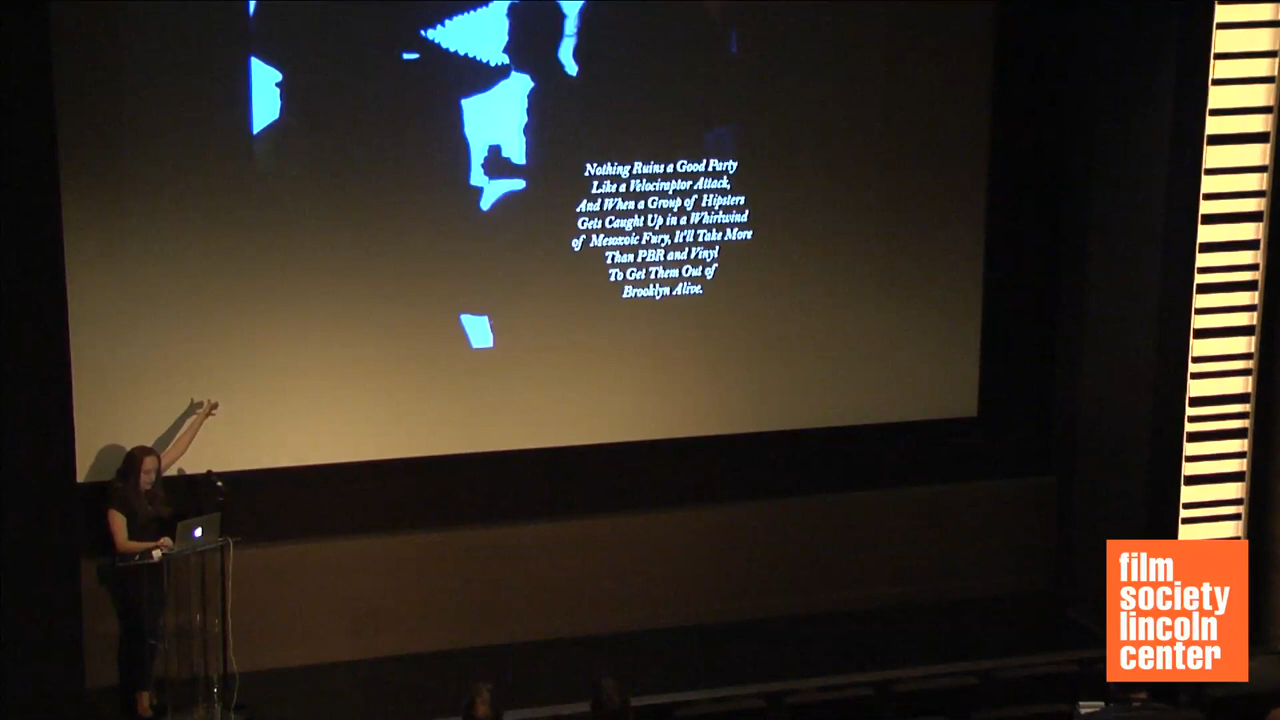 Nothing Ruins a Good Party
Like a Velociraptor Attack,
And When a Group of Hipsters
Gets Caught Up in a Whirlwind
of Mesozoic Fury, It'll Take More
Than PBR and Vinyl
To Get Them Out of
Brooklyn Alive.
film
society
lincoln
center